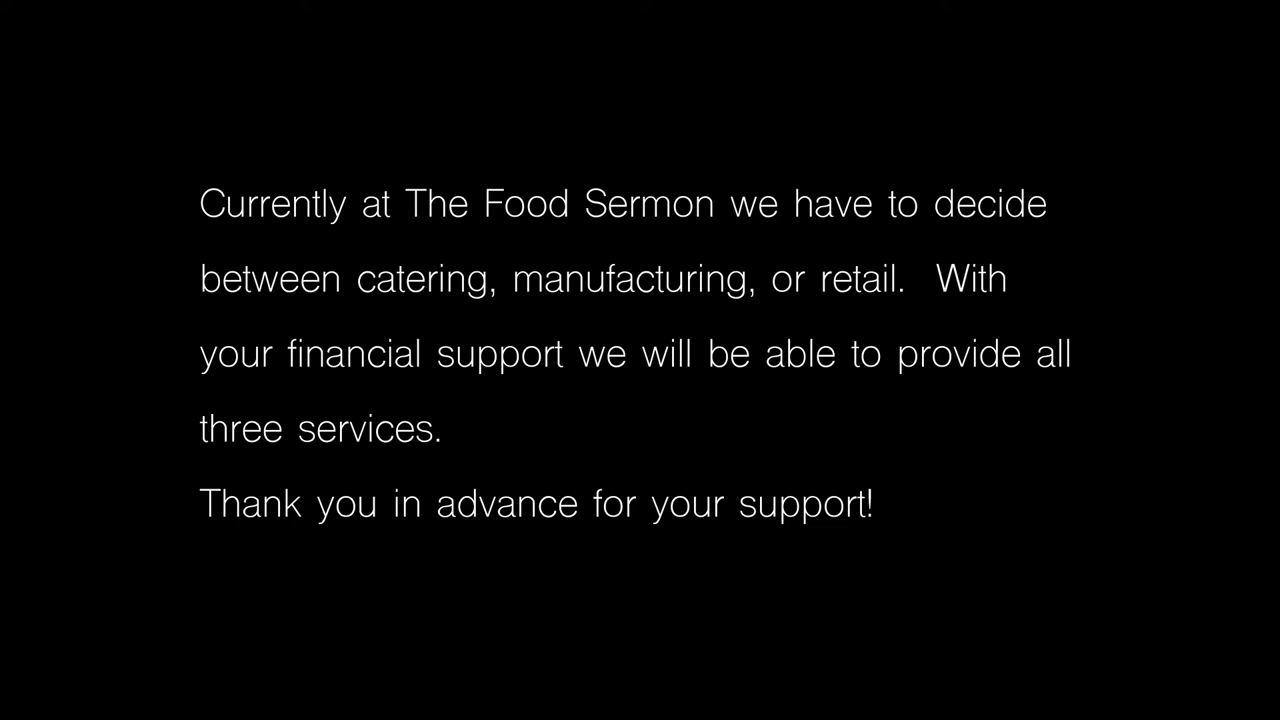 Currently at The Food Sermon we have to decide
between catering, manufacturing, or retail.  With
your financial support we will be able to provide all
three services.
Thank you in advance for your support!